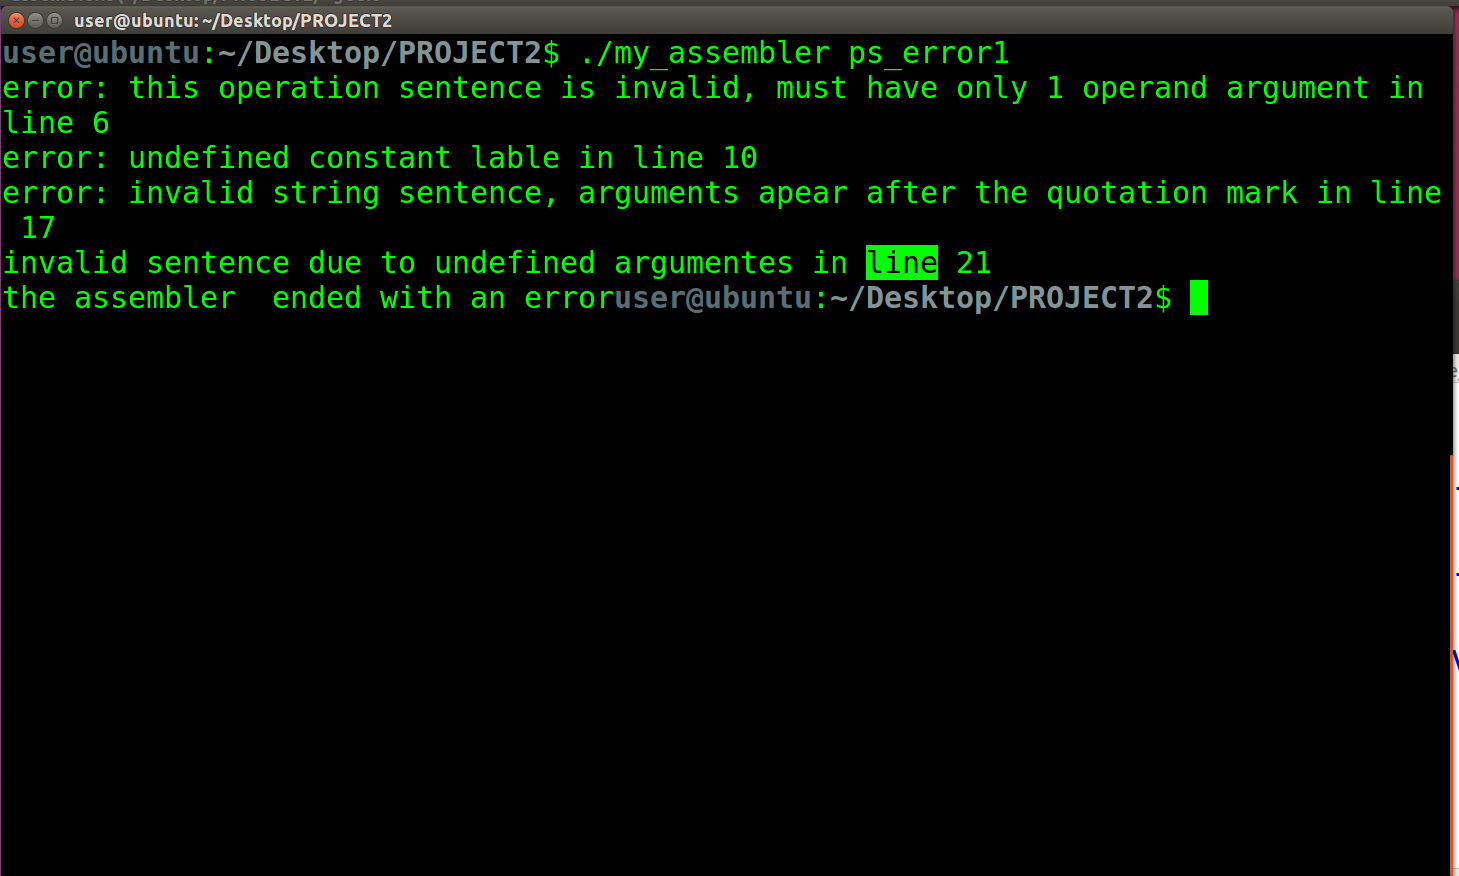 user@ubuntu: ~/Desktop/PROJECT2
user@ubuntu:~/Desktop/PROJECT2$ ./my_assembler ps_error1
error: this operation sentence is invalid, must have only 1 operand argument in
line 6
error: undefined constant lable in line 10
error: invalid string sentence, arguments apear after the quotation mark in line
17
invalid sentence due to undefined argumentes in line 21
the assembler  ended with an erroruser@ubuntu:~/Desktop/PROJECT2$